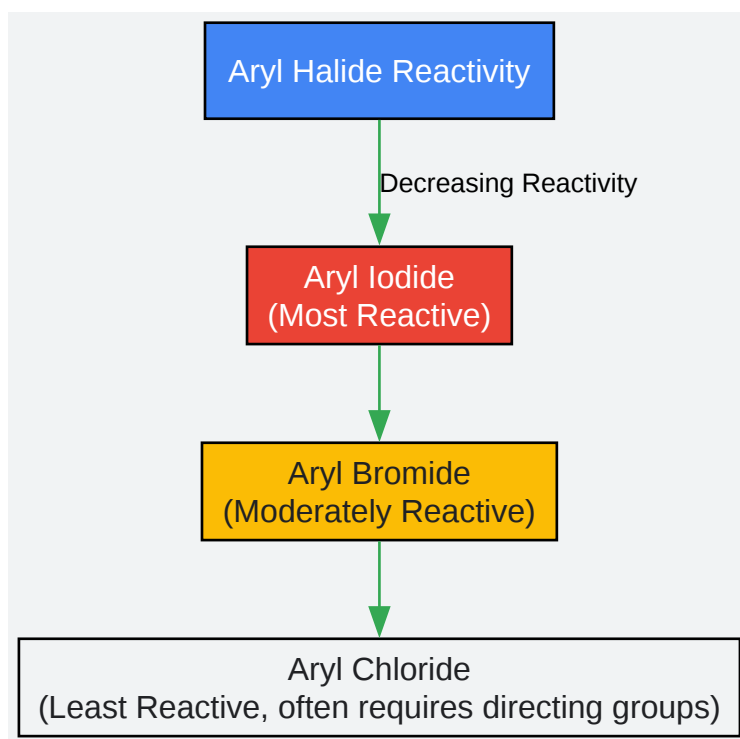 Aryl Halide Reactivity
Decreasing Reactivity
Aryl Iodide
(Most Reactive)
Aryl Bromide
(Moderately Reactive)
Aryl Chloride
(Least Reactive, often requires directing groups)